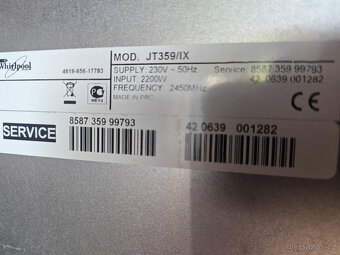 Whirlpool
4619-656-17783
MOD. JT359/IX
SUPPLY: 230V ~ 50Hz Service: 8587 359 99793
INPUT: 2200W 42 0639 001282
FREQUENCY: 2450MHz
MADE IN PRC
SERVICE
8587 359 99793
42 0639 001282